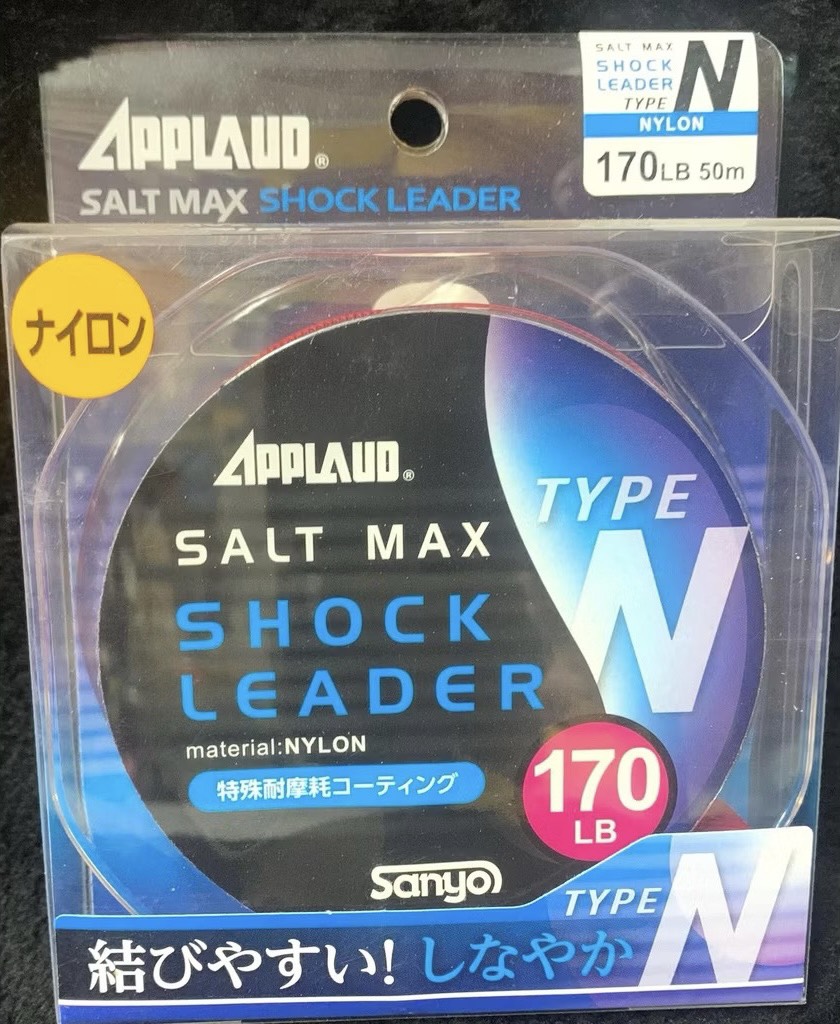 APPLAUD®
SALT MAX SHOCK LEADER
SALT MAX
SHOCK
LEADER
TYPE N
NYLON
170LB 50m
ナイロン
APPLAUD®
SALT MAX
SHOCK
LEADER
material:NYLON
特殊耐摩耗コーティング
TYPE
N
170
LB
Sanyo
TYPE N
結びやすい! しなやか